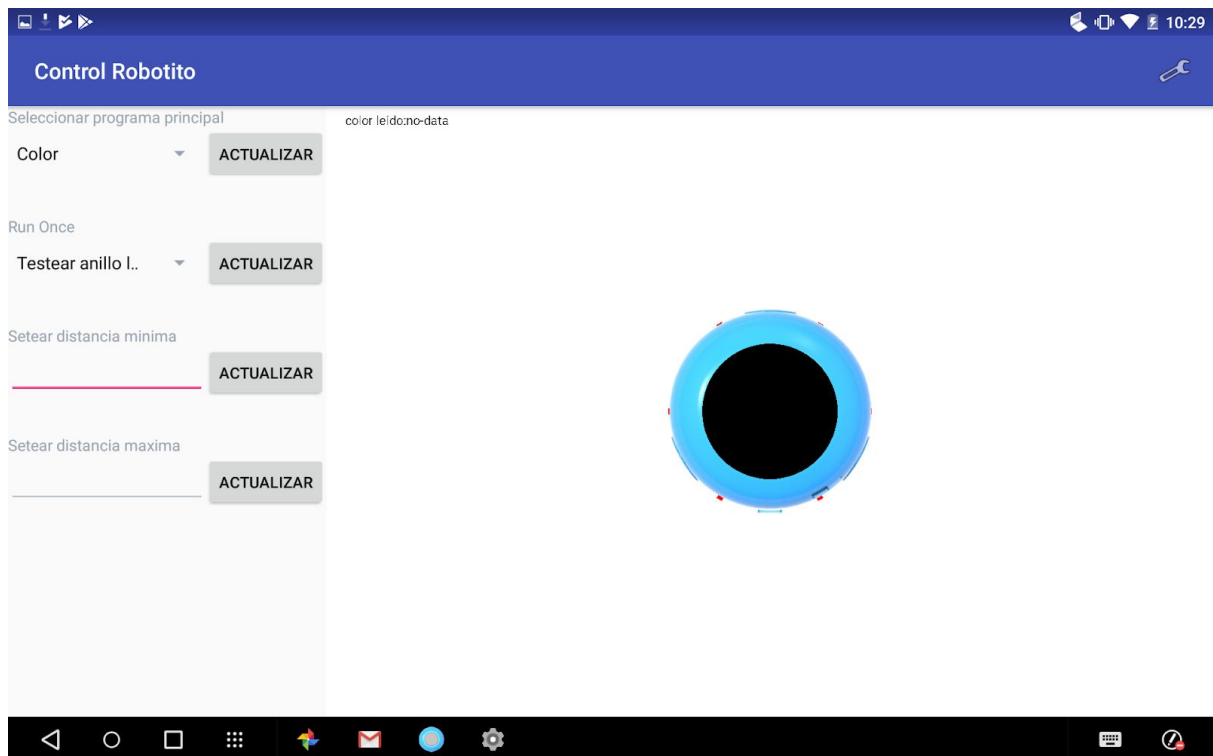 10:29
Control Robotito
Seleccionar programa principal
color leido:no-data
Color
ACTUALIZAR
Run Once
Testear anillo l..
ACTUALIZAR
Setear distancia minima
ACTUALIZAR
Setear distancia maxima
ACTUALIZAR